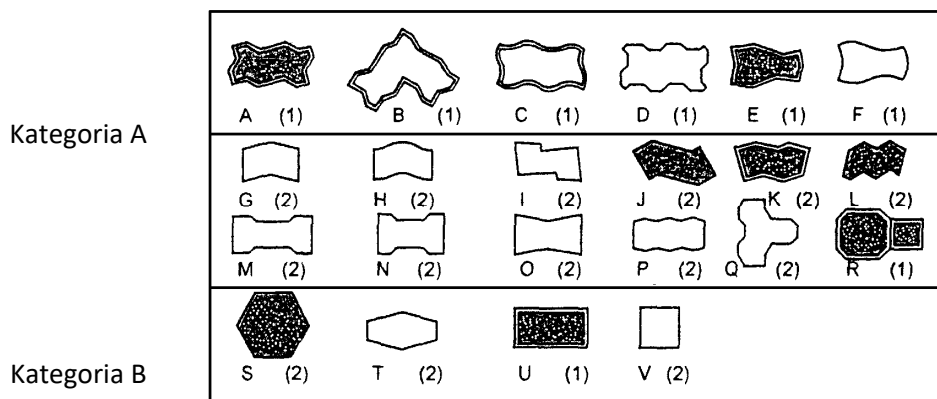 A (1) B (1) C (1) D (1) E (1) F (1)
Kategoria A
G (2) H (2) I (2) J (2) K (2) L (2)
M (2) N (2) O (2) P (2) Q (2) R (1)
Kategoria B
S (2) T (2) U (1) V (2)